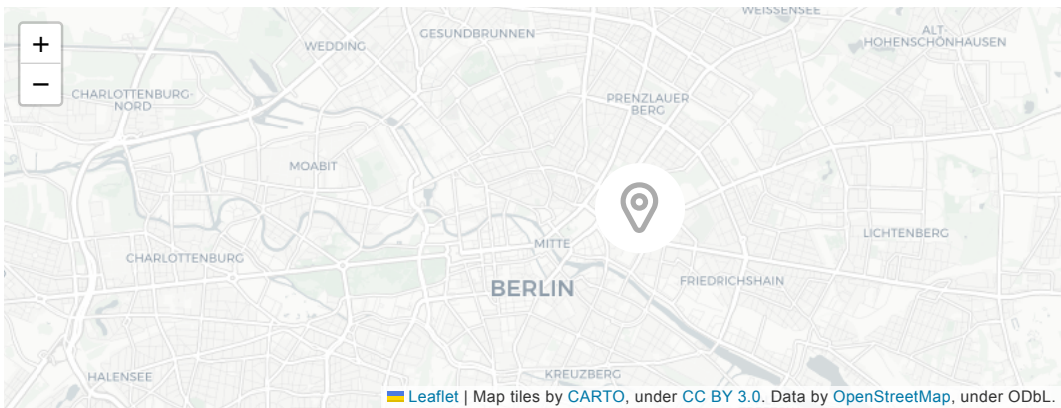 WEISSENSEE
+
GESUNDBRUNNEN
ALT-
HOHENSCHÖNHAUSEN
WEDDING
−
CHARLOTTENBURG-
NORD
PRENZLAUER
BERG
MOABIT
LICHTENBERG
MITTE
CHARLOTTENBURG
FRIEDRICHSHAIN
BERLIN
KREUZBERG
HALENSEE
Leaflet | Map tiles by CARTO, under CC BY 3.0. Data by OpenStreetMap, under ODbL.